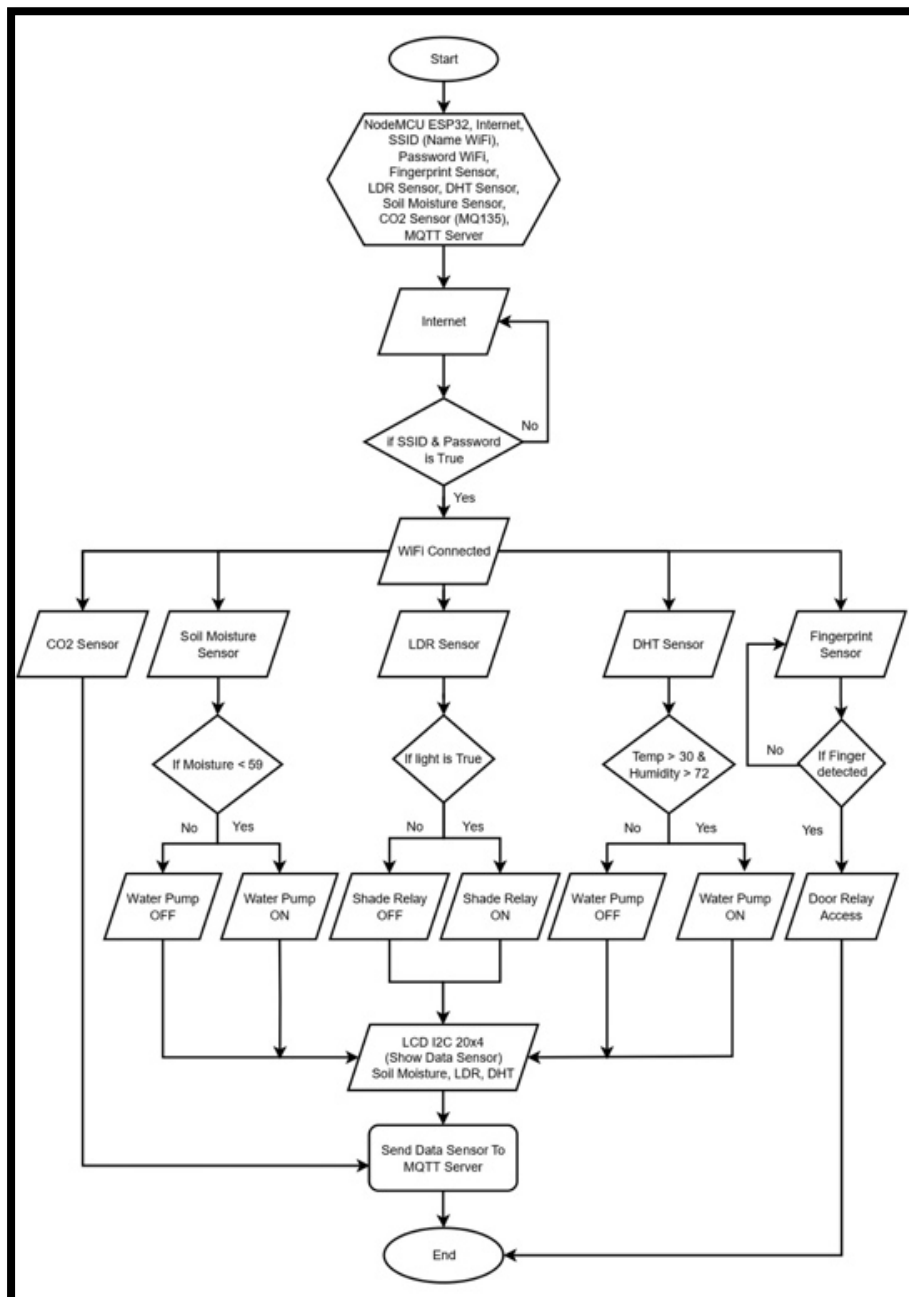 Start
NodeMCU ESP32, Internet,
SSID (Name WiFi),
Password WiFi,
Fingerprint Sensor,
LDR Sensor, DHT Sensor,
Soil Moisture Sensor,
CO2 Sensor (MQ135),
MQTT Server
Internet
No
if SSID & Password
is True
Yes
WiFi Connected
CO2 Sensor
Soil Moisture
Sensor
LDR Sensor
DHT Sensor
Fingerprint
Sensor
If Moisture < 59
If light is True
Temp > 30 &
Humidity > 72
No
If Finger
detected
No
Yes
No
Yes
No
Yes
Yes
Water Pump
OFF
Water Pump
ON
Shade Relay
OFF
Shade Relay
ON
Water Pump
OFF
Water Pump
ON
Door Relay
Access
LCD I2C 20x4
(Show Data Sensor)
Soil Moisture, LDR, DHT
Send Data Sensor To
MQTT Server
End